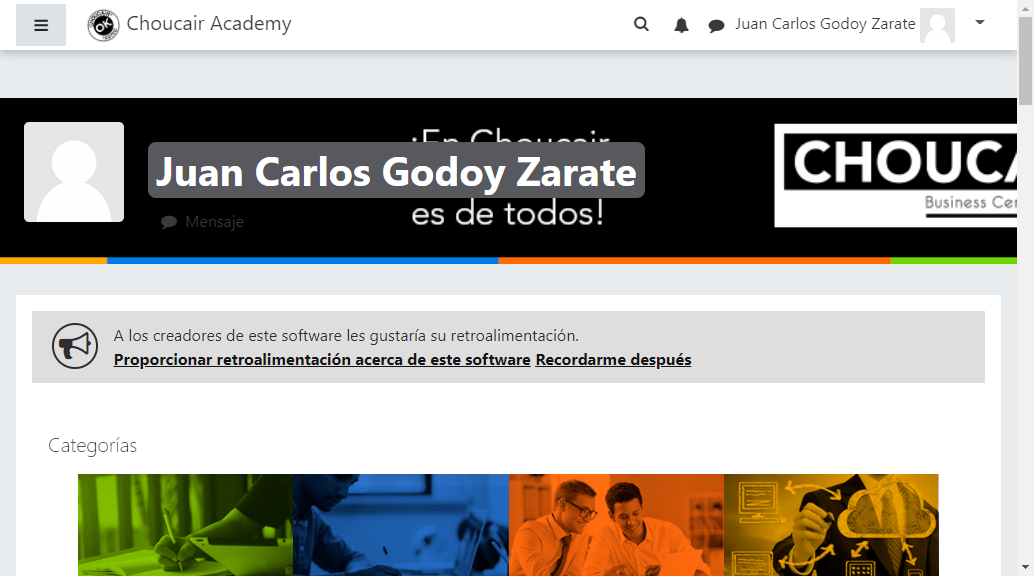 Choucair Academy
Juan Carlos Godoy Zarate
¡En Choucair
Juan Carlos Godoy Zarate
Mensaje
es de todos!
CHOUCA
Business Cen
A los creadores de este software les gustaría su retroalimentación.
Proporcionar retroalimentación acerca de este software Recordarme después
Categorías